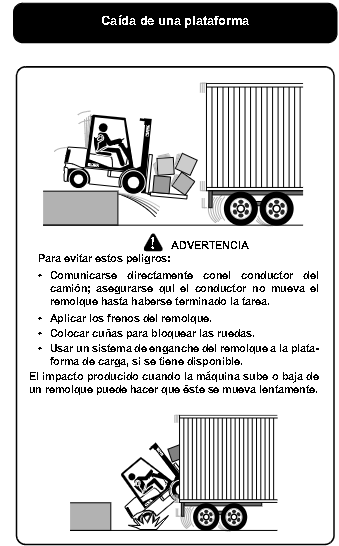 Caída de una plataforma
ADVERTENCIA
Para evitar estos peligros:
• Comunicarse directamente conel conductor del
camión; asegurarse qui el conductor no mueva el
remolque hasta haberse terminado la tarea.
• Aplicar los frenos del remolque.
• Colocar cuñas para bloquear las ruedas.
• Usar un sistema de enganche del remolque a la plata-
forma de carga, si se tiene disponible.
El impacto producido cuando la máquina sube o baja de
un remolque puede hacer que éste se mueva lentamente.